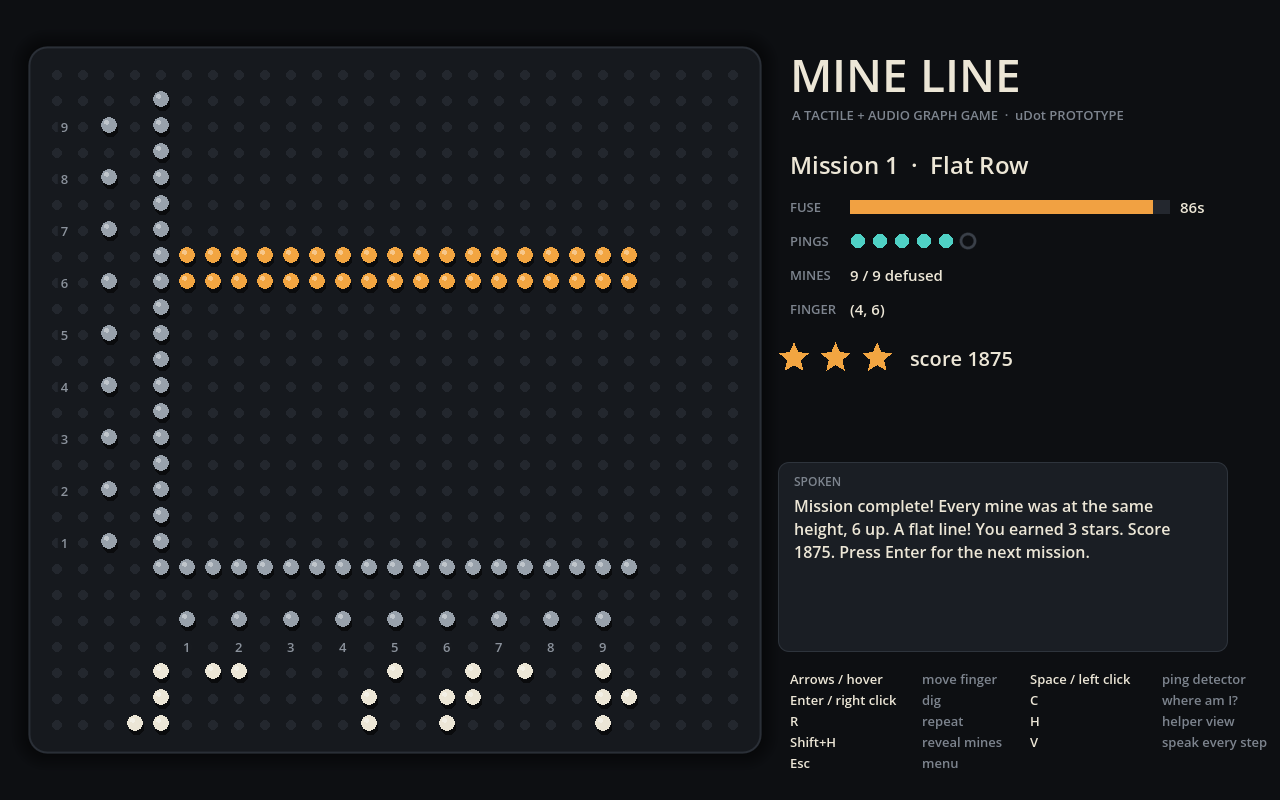 MINE LINE
A TACTILE + AUDIO GRAPH GAME · uDot PROTOTYPE
Mission 1 · Flat Row
FUSE 86s
PINGS
MINES 9 / 9 defused
FINGER (4, 6)
score 1875
9
8
7
6
5
4
3
2
1
1 2 3 4 5 6 7 8 9
SPOKEN
Mission complete! Every mine was at the same
height, 6 up. A flat line! You earned 3 stars. Score
1875. Press Enter for the next mission.
Arrows / hover move finger Space / left click ping detector
Enter / right click dig C where am I?
R repeat H helper view
Shift+H reveal mines V speak every step
Esc menu